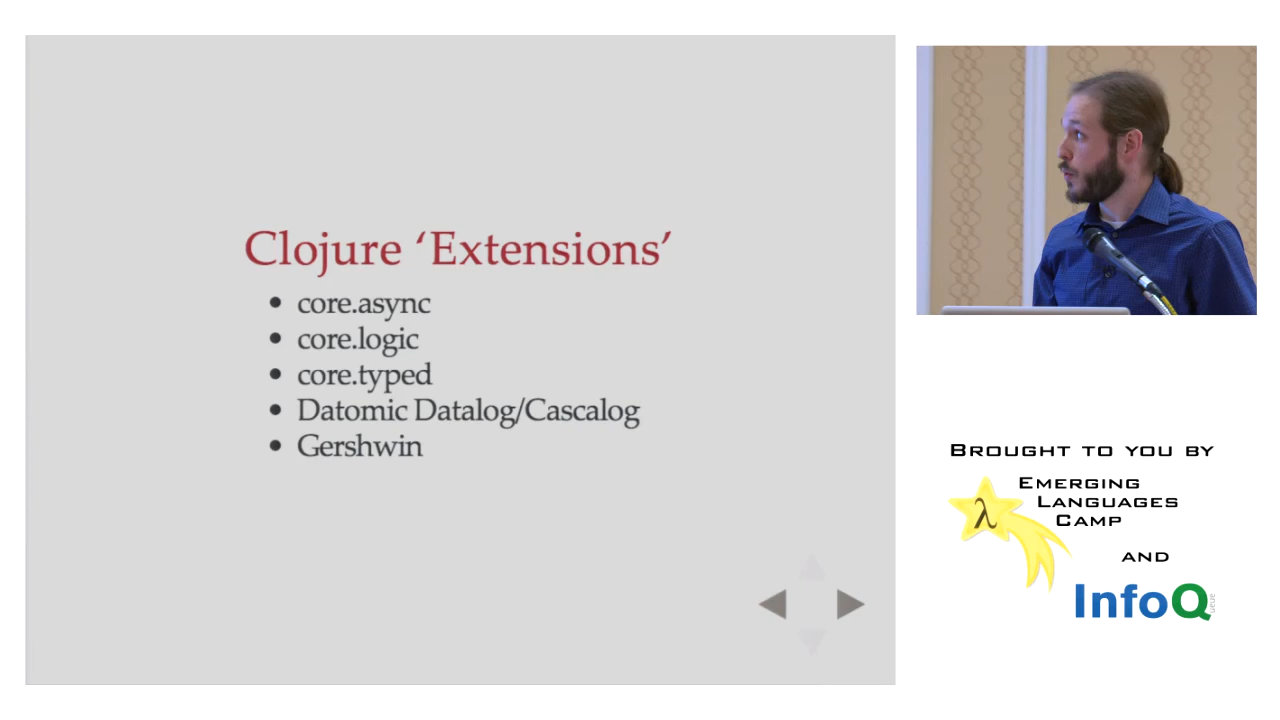 Clojure ‘Extensions’
• core.async
• core.logic
• core.typed
• Datomic Datalog/Cascalog
• Gershwin
BROUGHT TO YOU BY
EMERGING
LANGUAGES
CAMP
λ
AND
InfoQ
ueue